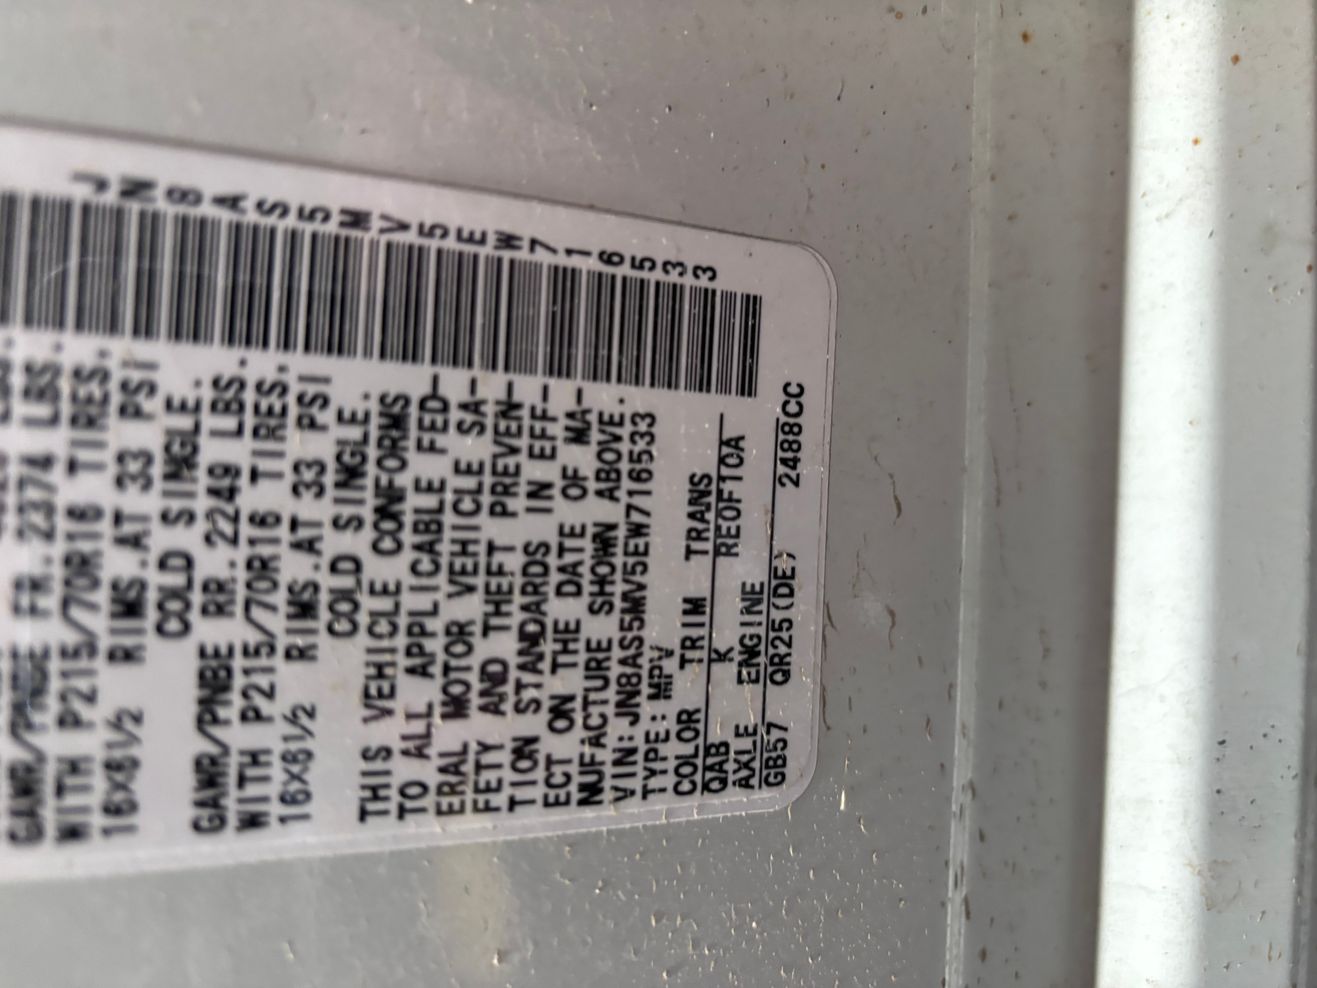 GAWR/PNBE FR. 2374 LBS.
WITH P215/70R16 TIRES,
16X6½ RIMS. AT 33 PSI
COLD SINGLE.
GAWR/PNBE RR. 2249 LBS.
WITH P215/70R16 TIRES,
16X6½ RIMS. AT 33 PSI
COLD SINGLE.
THIS VEHICLE CONFORMS
TO ALL APPLICABLE FED-
ERAL MOTOR VEHICLE SA-
FETY AND THEFT PREVEN-
TION STANDARDS IN EFF-
ECT ON THE DATE OF MA-
NUFACTURE SHOWN ABOVE.
VIN: JN8AS5MV5EW716533
TYPE: MPV
COLOR TRIM TRANS
QAB K RE0F10A
AXLE ENGINE
GB57 QR25(DE) 2488CC
JN8AS5MV5EW716533